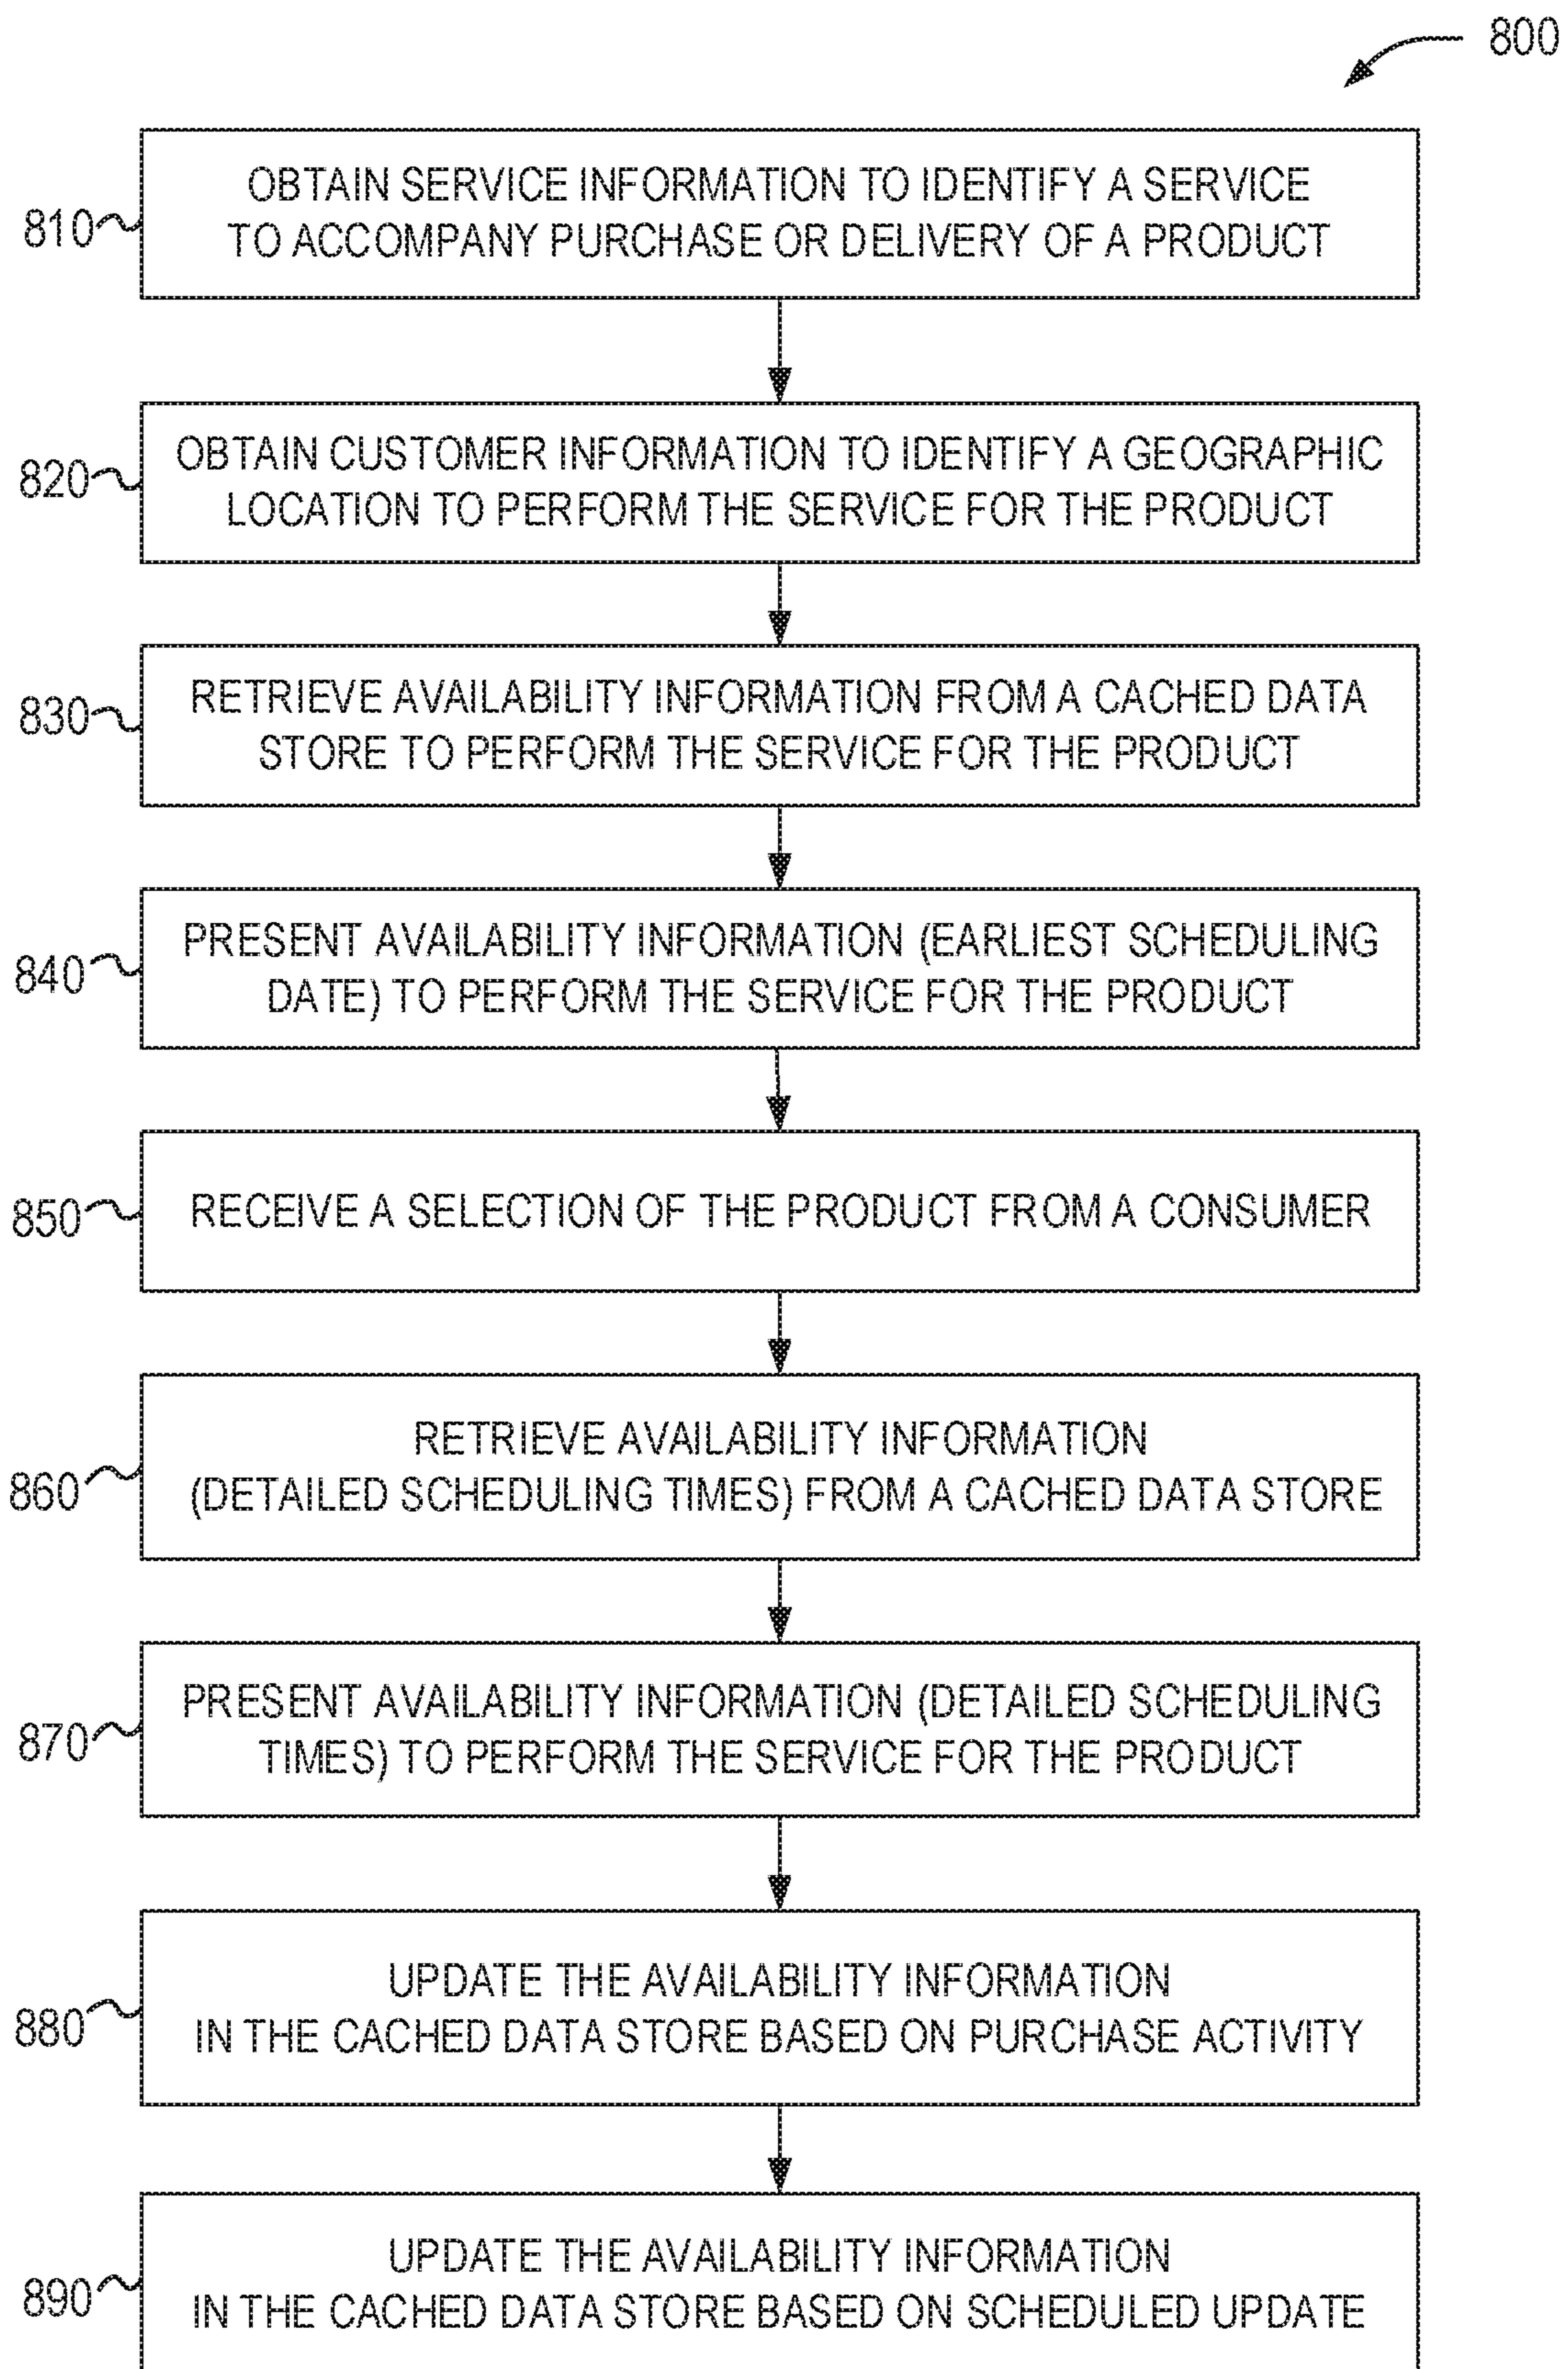 800
OBTAIN SERVICE INFORMATION TO IDENTIFY A SERVICE
TO ACCOMPANY PURCHASE OR DELIVERY OF A PRODUCT
810
OBTAIN CUSTOMER INFORMATION TO IDENTIFY A GEOGRAPHIC
LOCATION TO PERFORM THE SERVICE FOR THE PRODUCT
820
RETRIEVE AVAILABILITY INFORMATION FROM A CACHED DATA
STORE TO PERFORM THE SERVICE FOR THE PRODUCT
830
PRESENT AVAILABILITY INFORMATION (EARLIEST SCHEDULING
DATE) TO PERFORM THE SERVICE FOR THE PRODUCT
840
RECEIVE A SELECTION OF THE PRODUCT FROM A CONSUMER
850
RETRIEVE AVAILABILITY INFORMATION
(DETAILED SCHEDULING TIMES) FROM A CACHED DATA STORE
860
PRESENT AVAILABILITY INFORMATION (DETAILED SCHEDULING
TIMES) TO PERFORM THE SERVICE FOR THE PRODUCT
870
UPDATE THE AVAILABILITY INFORMATION
IN THE CACHED DATA STORE BASED ON PURCHASE ACTIVITY
880
UPDATE THE AVAILABILITY INFORMATION
IN THE CACHED DATA STORE BASED ON SCHEDULED UPDATE
890